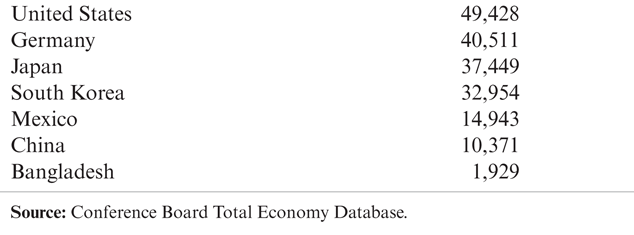 United States 49,428
Germany 40,511
Japan 37,449
South Korea 32,954
Mexico 14,943
China 10,371
Bangladesh 1,929
Source: Conference Board Total Economy Database.